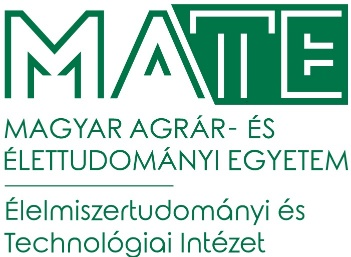 MATE
MAGYAR AGRÁR- ÉS
ÉLETTUDOMÁNYI EGYETEM
Élelmiszertudományi és
Technológiai Intézet